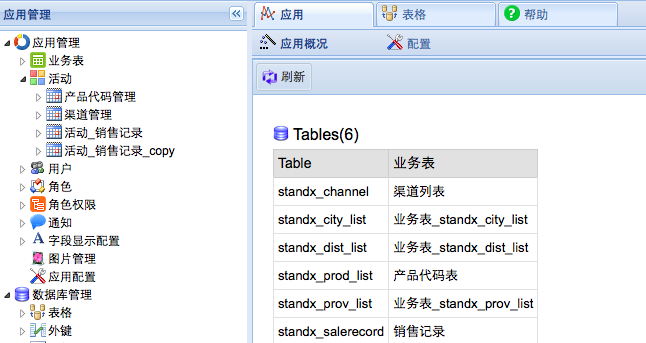 应用管理
应用管理
业务表
活动
产品代码管理
渠道管理
活动_销售记录
活动_销售记录_copy
用户
角色
角色权限
通知
字段显示配置
图片管理
应用配置
数据库管理
表格
外键
应用 表格 帮助
应用概况 配置
刷新
Tables(6)
Table 业务表
standx_channel 渠道列表
standx_city_list 业务表_standx_city_list
standx_dist_list 业务表_standx_dist_list
standx_prod_list 产品代码表
standx_prov_list 业务表_standx_prov_list
standx_salerecord 销售记录